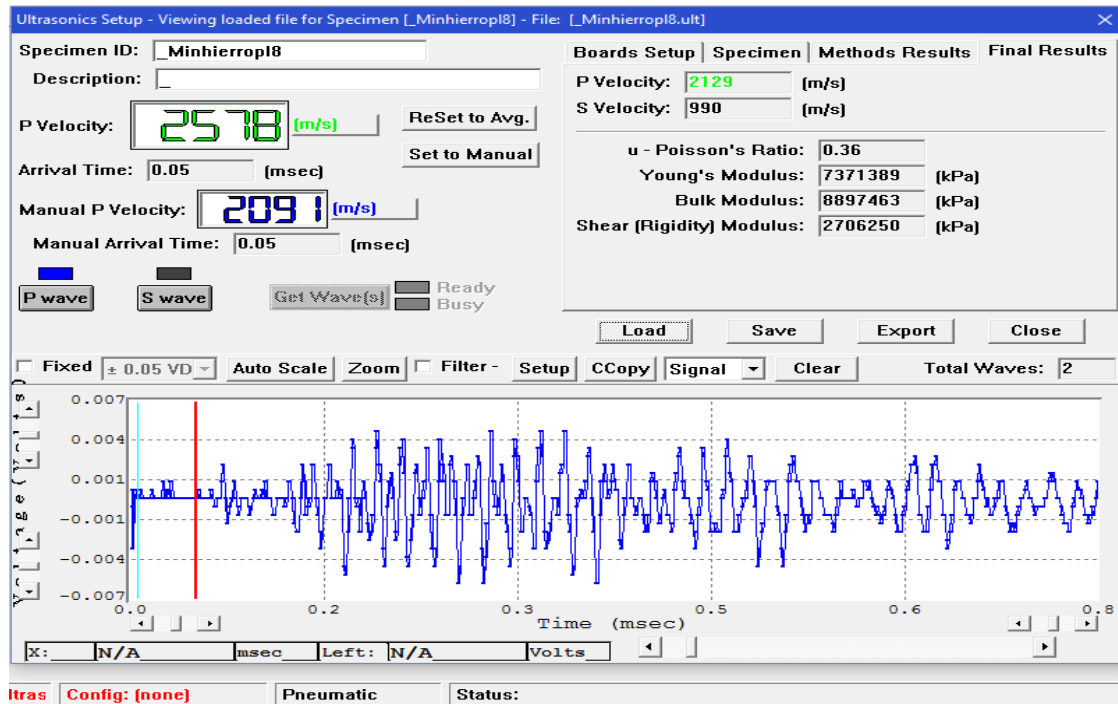 Ultrasonics Setup - Viewing loaded file for Specimen [_Minhierropl8] - File: [_Minhierropl8.ult]
Specimen ID: _Minhierropl8
Description: _
P Velocity: 2578 (m/s)
ReSet to Avg.
Set to Manual
Arrival Time: 0.05 (msec)
Manual P Velocity: 2091 (m/s)
Manual Arrival Time: 0.05 (msec)
P wave S wave Get Wave(s) Ready
Busy
Boards Setup Specimen Methods Results Final Results
P Velocity: 2129 (m/s)
S Velocity: 990 (m/s)
u - Poisson's Ratio: 0.36
Young's Modulus: 7371389 (kPa)
Bulk Modulus: 8897463 (kPa)
Shear (Rigidity) Modulus: 2706250 (kPa)
Load Save Export Close
Fixed ± 0.05 VD Auto Scale Zoom Filter - Setup CCopy Signal Clear Total Waves: 2
0.007
0.004
0.001
-0.001
-0.004
-0.007
0.0 0.2 0.3 0.5 0.6 0.8
Time (msec)
X: N/A msec Left: N/A Volts
ltras Config: (none) Pneumatic Status: